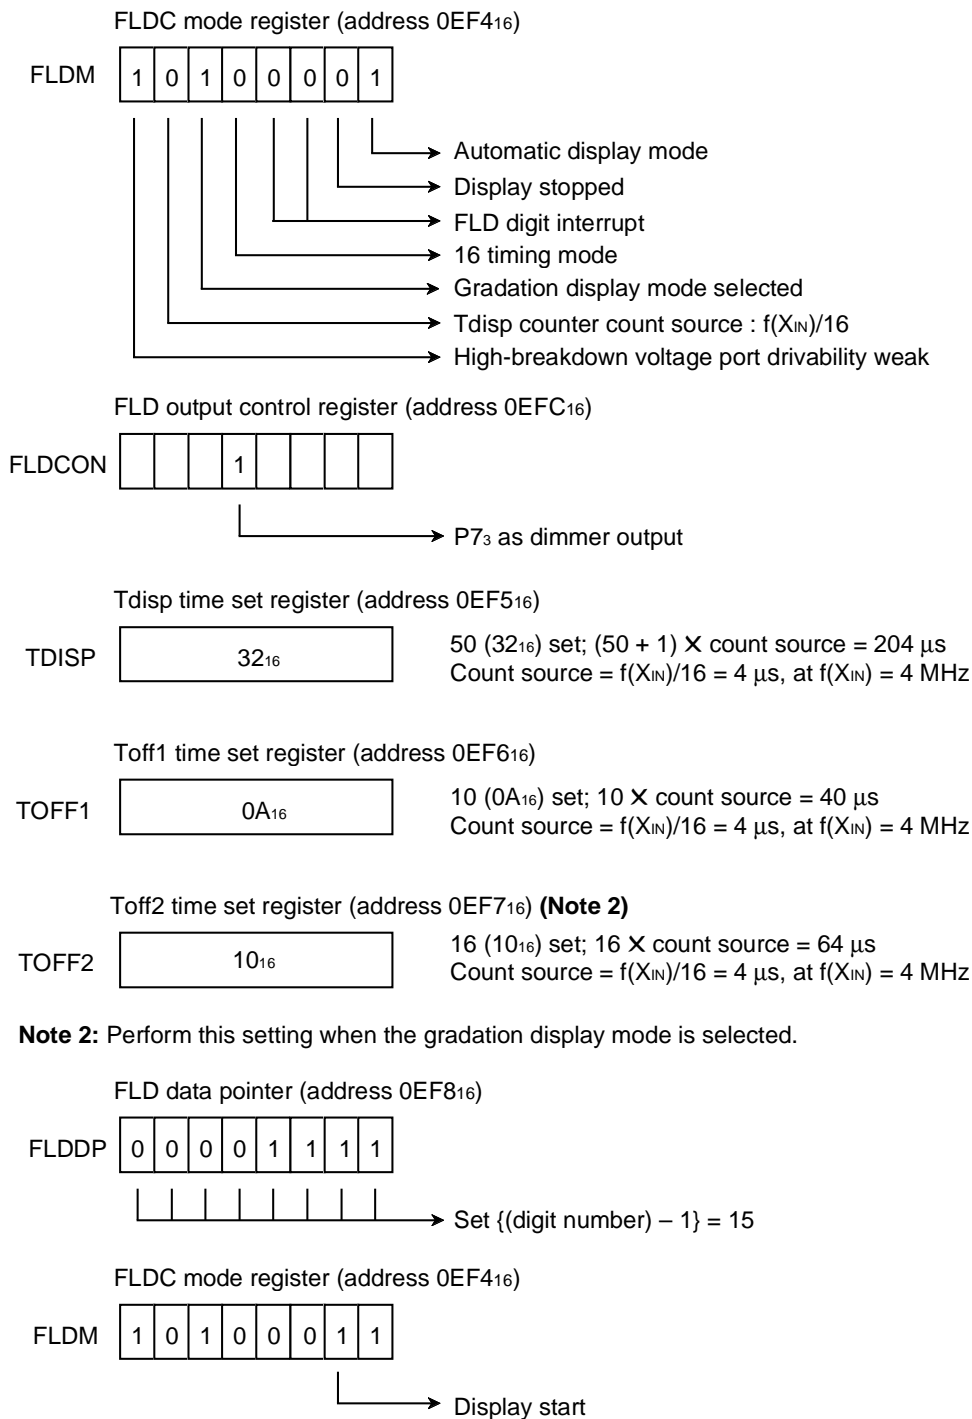 FLDC mode register (address 0EF4₁₆)
FLDM 1 0 1 0 0 0 0 1
Automatic display mode
Display stopped
FLD digit interrupt
16 timing mode
Gradation display mode selected
Tdisp counter count source : f(XIN)/16
High-breakdown voltage port drivability weak
FLD output control register (address 0EFC₁₆)
FLDCON 1
P7₃ as dimmer output
Tdisp time set register (address 0EF5₁₆)
TDISP 32₁₆ 50 (32₁₆) set; (50 + 1) × count source = 204 μs
Count source = f(XIN)/16 = 4 μs, at f(XIN) = 4 MHz
Toff1 time set register (address 0EF6₁₆)
TOFF1 0A₁₆ 10 (0A₁₆) set; 10 × count source = 40 μs
Count source = f(XIN)/16 = 4 μs, at f(XIN) = 4 MHz
Toff2 time set register (address 0EF7₁₆) (Note 2)
TOFF2 10₁₆ 16 (10₁₆) set; 16 × count source = 64 μs
Count source = f(XIN)/16 = 4 μs, at f(XIN) = 4 MHz
Note 2: Perform this setting when the gradation display mode is selected.
FLD data pointer (address 0EF8₁₆)
FLDDP 0 0 0 0 1 1 1 1
Set {(digit number) – 1} = 15
FLDC mode register (address 0EF4₁₆)
FLDM 1 0 1 0 0 0 1 1
Display start